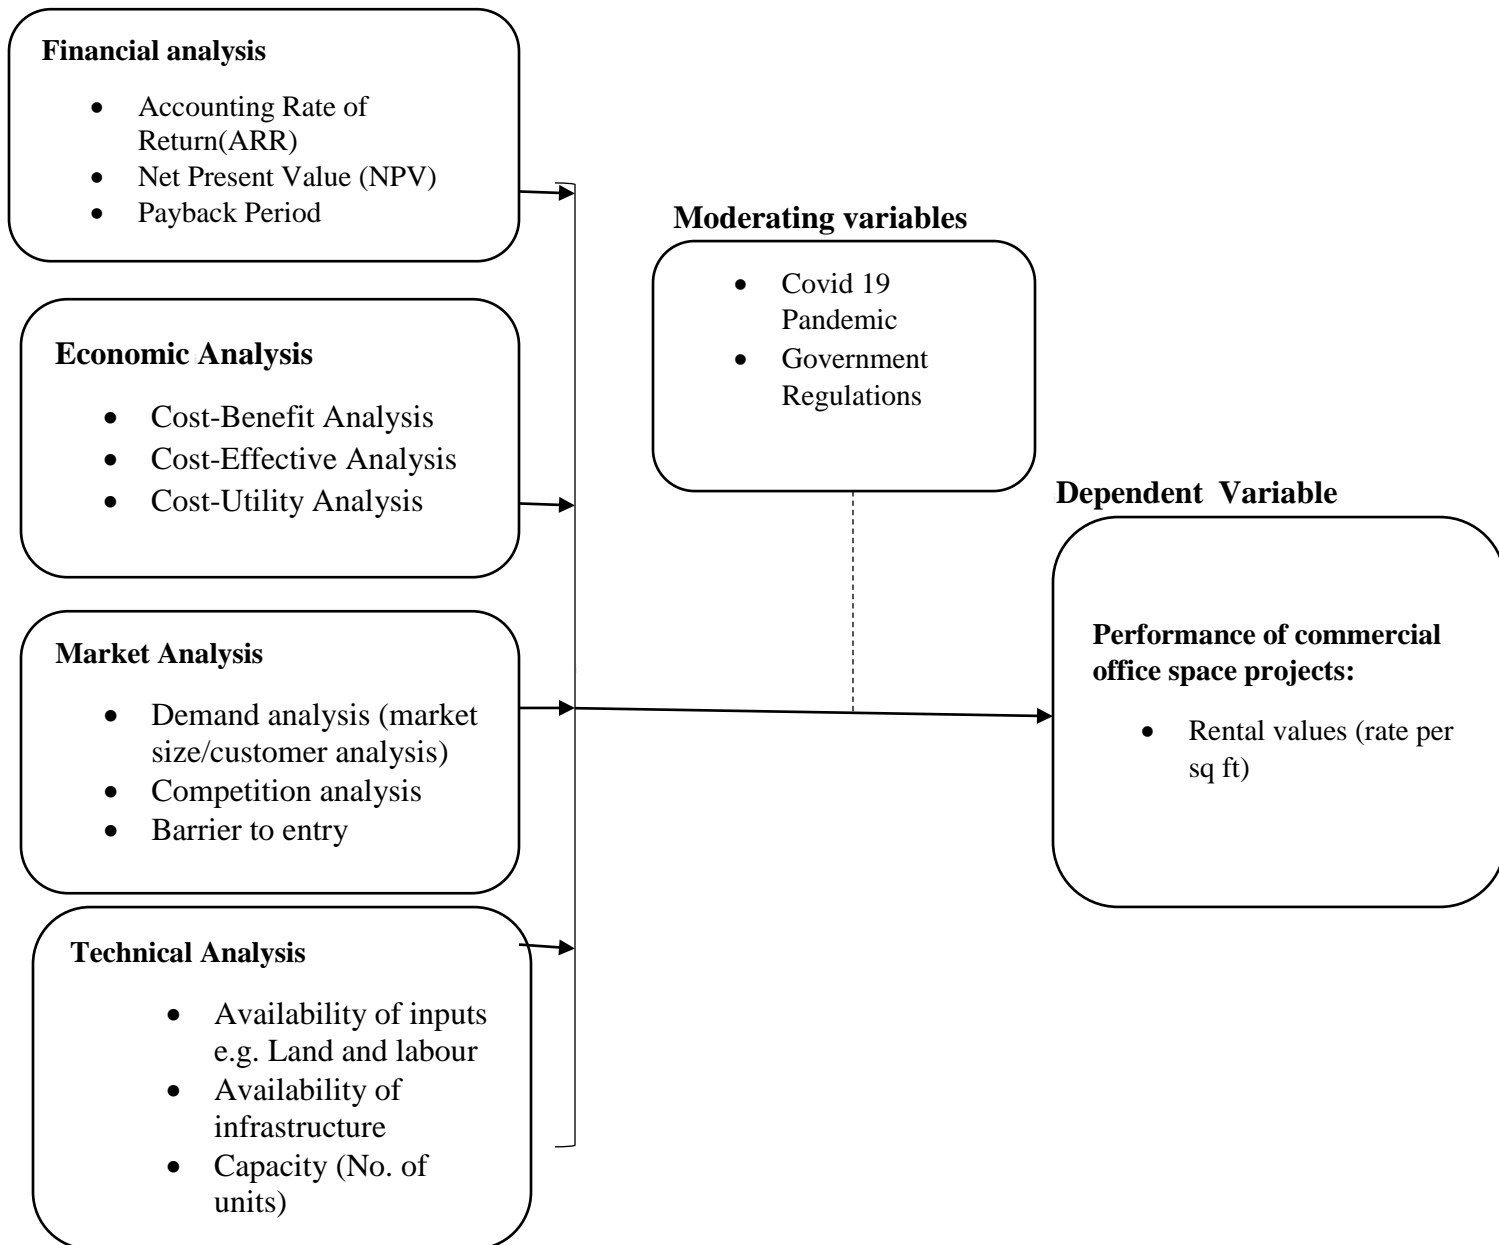 Financial analysis
• Accounting Rate of
Return(ARR)
• Net Present Value (NPV)
• Payback Period
Economic Analysis
• Cost-Benefit Analysis
• Cost-Effective Analysis
• Cost-Utility Analysis
Market Analysis
• Demand analysis (market
size/customer analysis)
• Competition analysis
• Barrier to entry
Technical Analysis
• Availability of inputs
e.g. Land and labour
• Availability of
infrastructure
• Capacity (No. of
units)
Moderating variables
• Covid 19
Pandemic
• Government
Regulations
Dependent Variable
Performance of commercial
office space projects:
• Rental values (rate per
sq ft)